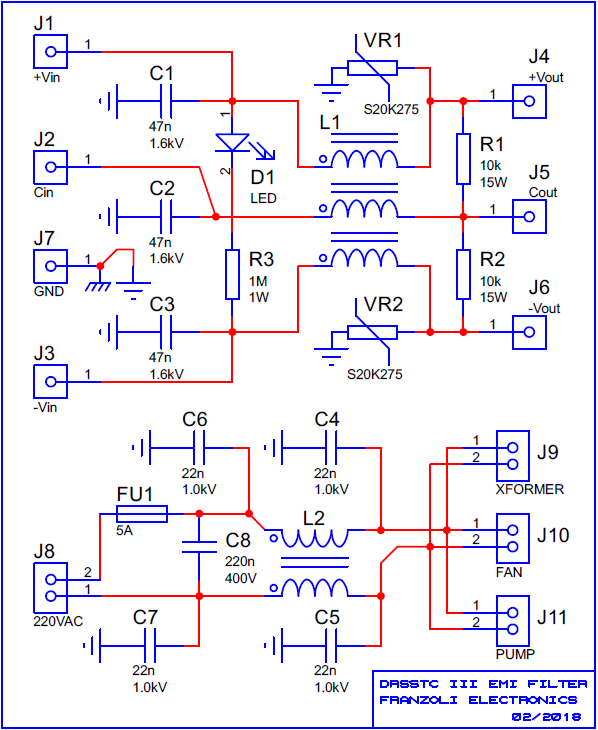 J1
1
+Vin
C1
47n
1.6kV
VR1
S20K275
J4
+Vout
1
1
2
D1
LED
L1
R1
10k
15W
J2
1
Cin
C2
47n
1.6kV
J5
Cout
1
J7
1
GND
R3
1M
1W
R2
10k
15W
C3
47n
1.6kV
VR2
S20K275
J6
-Vout
1
J3
1
-Vin
C6
22n
1.0kV
C4
22n
1.0kV
1
2
J9
XFORMER
FU1
5A
L2
C8
220n
400V
1
2
J10
FAN
J8
2
1
220VAC
C7
22n
1.0kV
C5
22n
1.0kV
1
2
J11
PUMP
DRSSTC III EMI FILTER
FRANZOLI ELECTRONICS
02/2018